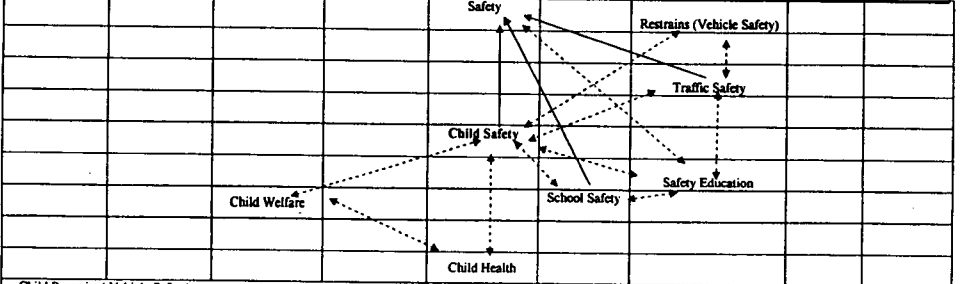 Safety
Restrains (Vehicle Safety)
Traffic Safety
Child Safety
Safety Education
Child Welfare
School Safety
Child Health